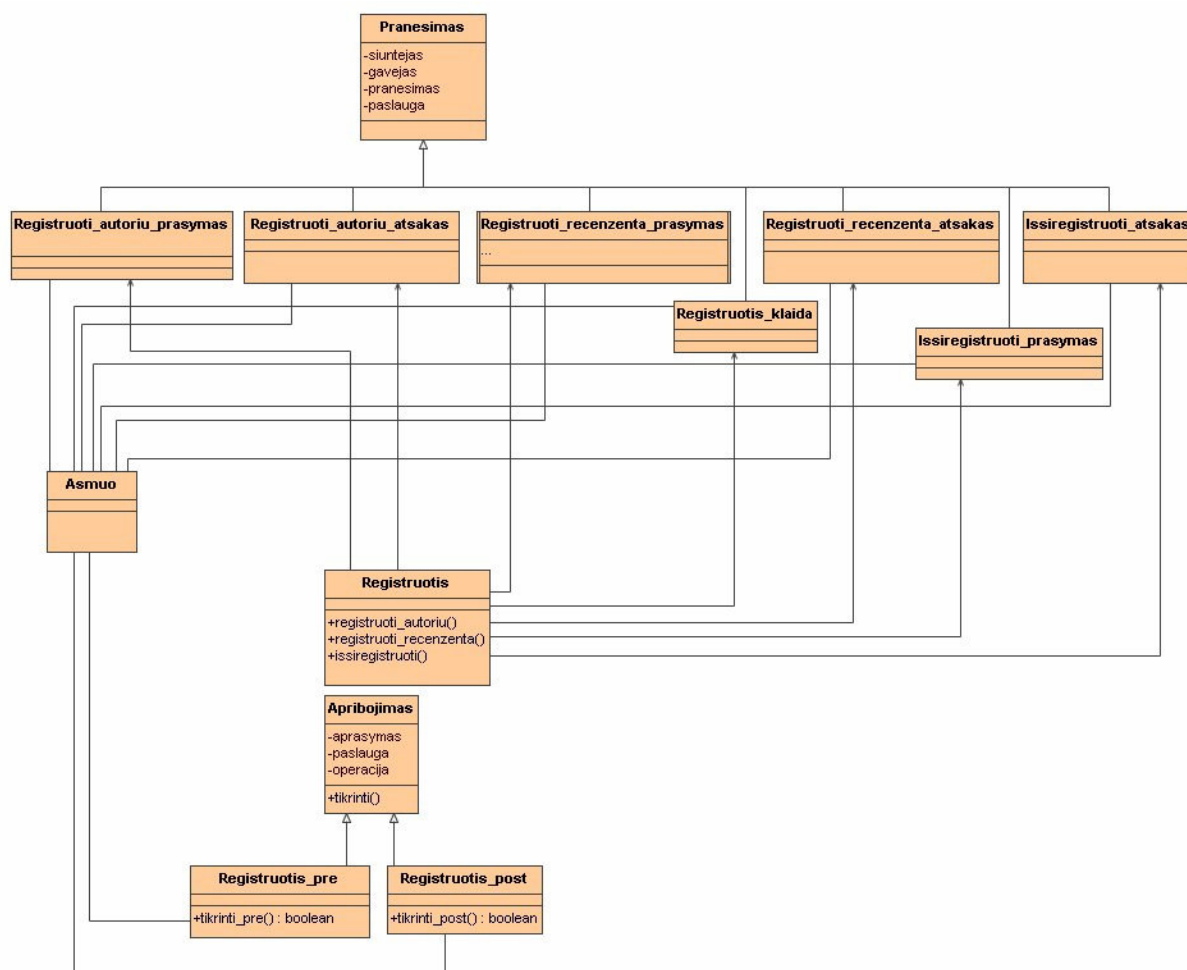 Pranesimas
-siuntejas
-gavejas
-pranesimas
-paslauga
Registruoti_autoriu_prasymas
Registruoti_autoriu_atsakas
Registruoti_recenzenta_prasymas
...
Registruoti_recenzenta_atsakas
Issiregistruoti_atsakas
Registruotis_klaida
Issiregistruoti_prasymas
Asmuo
Registruotis
+registruoti_autoriu()
+registruoti_recenzenta()
+issiregistruoti()
Apribojimas
-aprasymas
-paslauga
-operacija
+tikrinti()
Registruotis_pre
+tikrinti_pre() : boolean
Registruotis_post
+tikrinti_post() : boolean